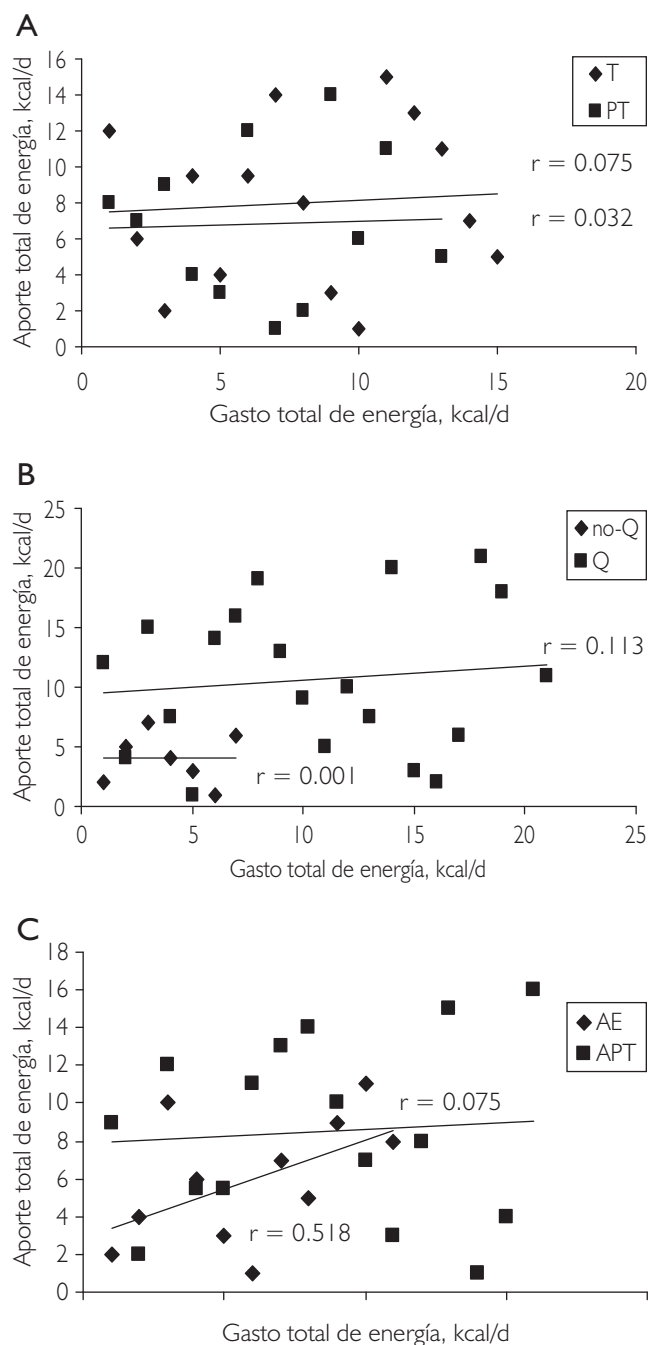 A
Aporte total de energía, kcal/d
16
14
12
10
8
6
4
2
0
0 5 10 15 20
Gasto total de energía, kcal/d
T
PT
r = 0.075
r = 0.032
B
Aporte total de energía, kcal/d
25
20
15
10
5
0
0 5 10 15 20 25
Gasto total de energía, kcal/d
no-Q
Q
r = 0.113
r = 0.001
C
Aporte total de energía, kcal/d
18
16
14
12
10
8
6
4
2
0
Gasto total de energía, kcal/d
AE
APT
r = 0.075
r = 0.518